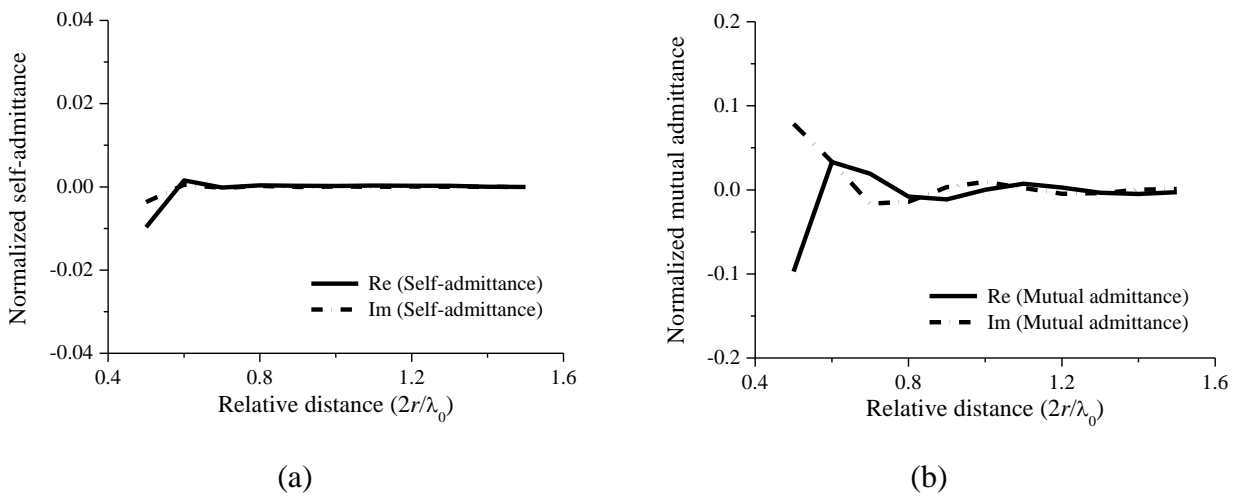 0.04
0.02
0.00
-0.02
-0.04
Normalized self-admittance
Re (Self-admittance)
Im (Self-admittance)
0.4 0.8 1.2 1.6
Relative distance (2r/λ0)
(a)
0.2
0.1
0.0
-0.1
-0.2
Normalized mutual admittance
Re (Mutual admittance)
Im (Mutual admittance)
0.4 0.8 1.2 1.6
Relative distance (2r/λ0)
(b)